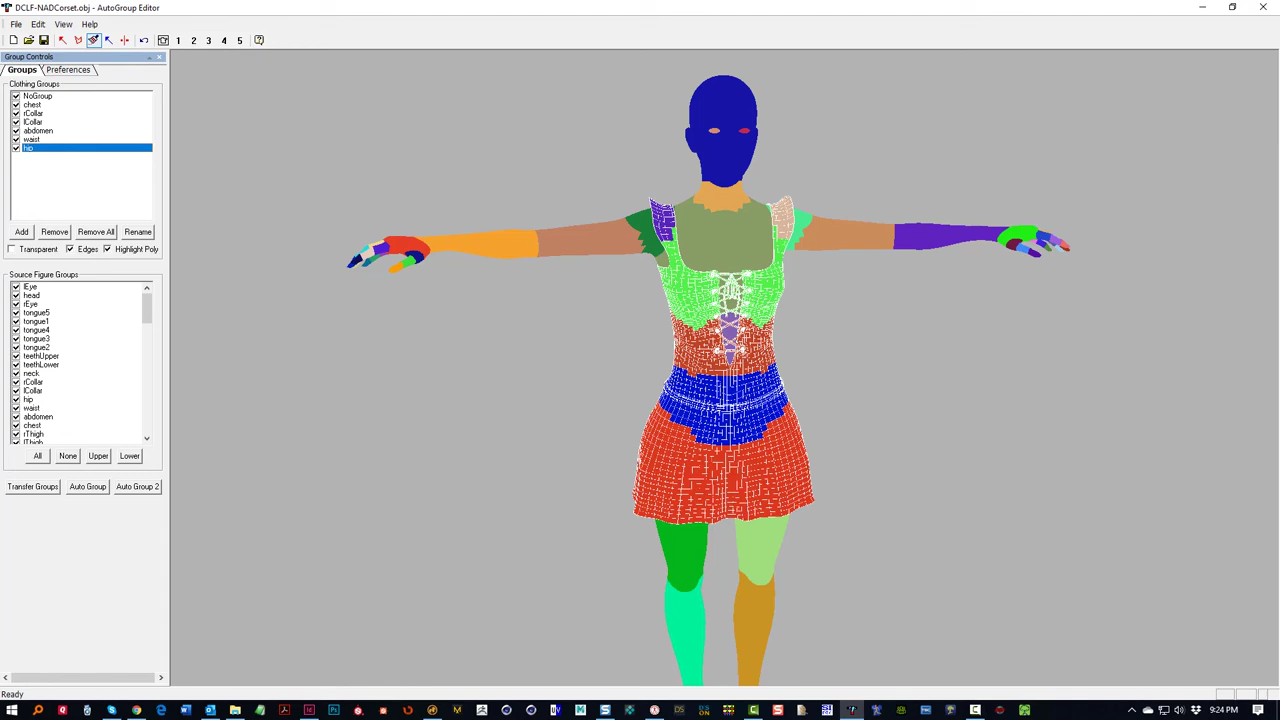 DCLF-NADCorset.obj - AutoGroup Editor
File Edit View Help
1 2 3 4 5
Group Controls
Groups Preferences
Clothing Groups
NoGroup
chest
rCollar
lCollar
abdomen
waist
hip
Add Remove Remove All Rename
Transparent Edges Highlight Poly
Source Figure Groups
lEye
head
rEye
tongue5
tongue1
tongue4
tongue3
tongue2
teethUpper
teethLower
neck
rCollar
lCollar
hip
waist
abdomen
chest
rThigh
lThigh
All None Upper Lower
Transfer Groups Auto Group Auto Group 2
Ready
9:24 PM